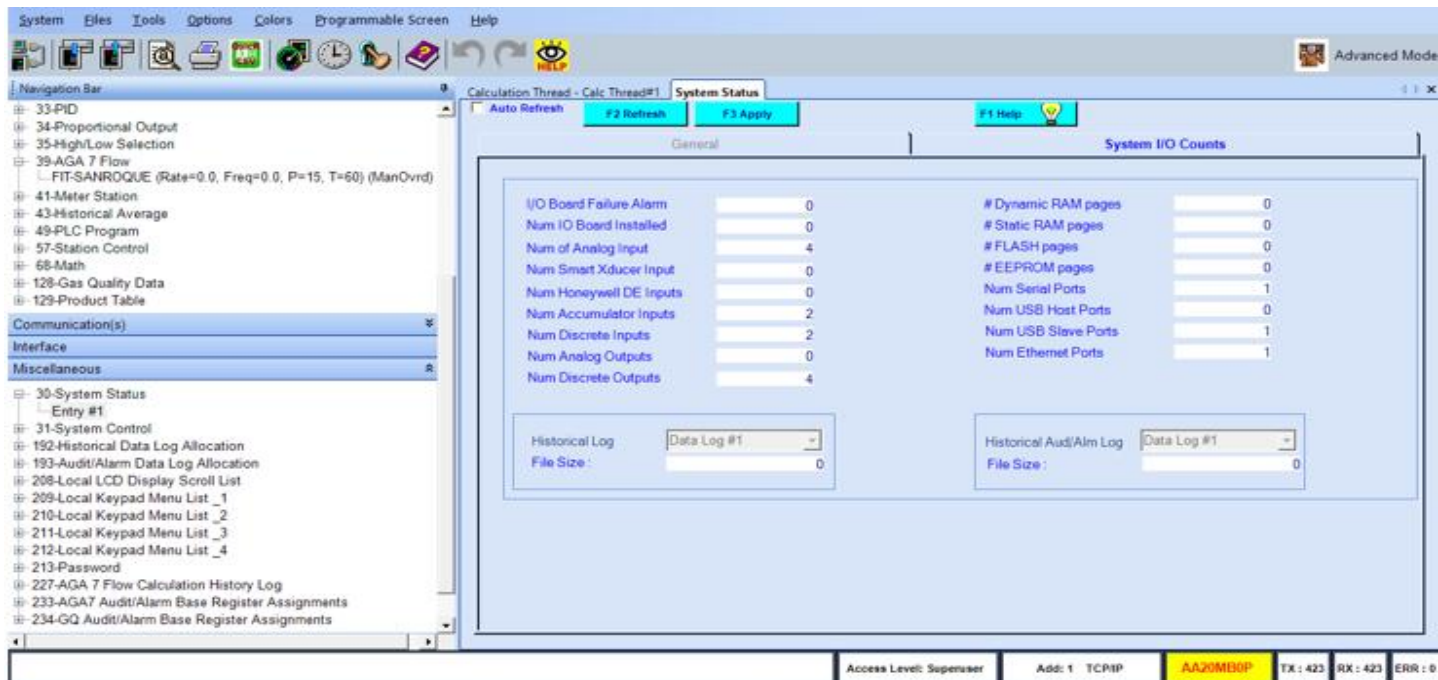 System Files Tools Options Colors Programmable Screen Help
HELP
Advanced Mode
Navigation Bar
33-PID
34-Proportional Output
35-High/Low Selection
39-AGA 7 Flow
FIT-SANROQUE (Rate=0.0, Freq=0.0, P=15, T=60) (ManOvrd)
41-Meter Station
43-Historical Average
49-PLC Program
57-Station Control
68-Math
128-Gas Quality Data
129-Product Table
Communication(s)
Interface
Miscellaneous
30-System Status
Entry #1
31-System Control
192-Historical Data Log Allocation
193-Audit/Alarm Data Log Allocation
208-Local LCD Display Scroll List
209-Local Keypad Menu List _1
210-Local Keypad Menu List _2
211-Local Keypad Menu List _3
212-Local Keypad Menu List _4
213-Password
227-AGA 7 Flow Calculation History Log
233-AGA7 Audit/Alarm Base Register Assignments
234-GQ Audit/Alarm Base Register Assignments
Calculation Thread - Calc Thread#1 System Status
Auto Refresh F2 Refresh F3 Apply F1 Help
General System I/O Counts
I/O Board Failure Alarm 0
Num IO Board Installed 0
Num of Analog Input 4
Num Smart Xducer Input 0
Num Honeywell DE Inputs 0
Num Accumulator Inputs 2
Num Discrete Inputs 2
Num Analog Outputs 0
Num Discrete Outputs 4
# Dynamic RAM pages 0
# Static RAM pages 0
# FLASH pages 0
# EEPROM pages 0
Num Serial Ports 1
Num USB Host Ports 0
Num USB Slave Ports 1
Num Ethernet Ports 1
Historical Log Data Log #1
File Size : 0
Historical Aud/Alm Log Data Log #1
File Size : 0
Access Level: Superuser Add: 1 TCP/IP AA20MB0P TX : 423 RX : 423 ERR : 0